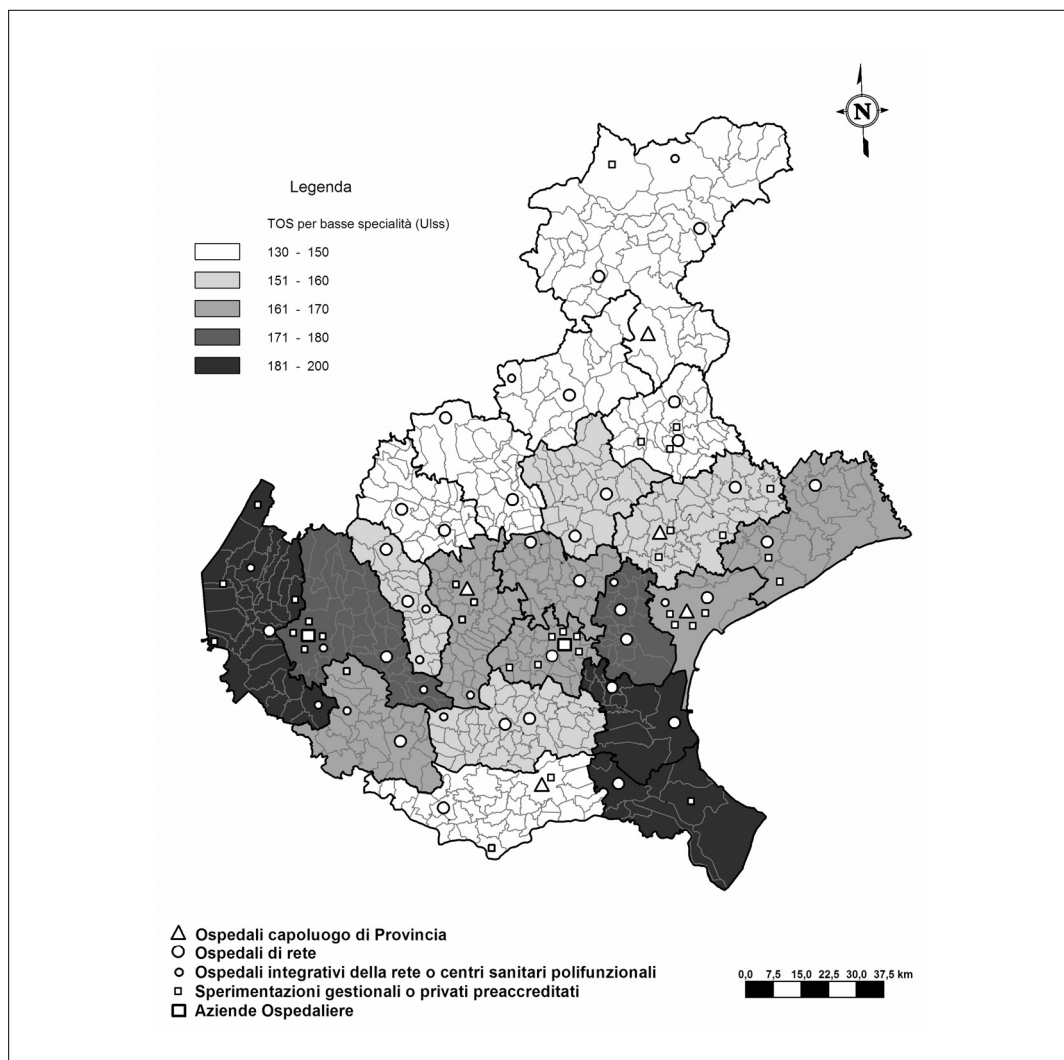 N
Legenda
TOS per basse specialità (Ulss)
130 - 150
151 - 160
161 - 170
171 - 180
181 - 200
Ospedali capoluogo di Provincia
Ospedali di rete
Ospedali integrativi della rete o centri sanitari polifunzionali
Sperimentazioni gestionali o privati preaccreditati
Aziende Ospedaliere
0,0 7,5 15,0 22,5 30,0 37,5 km